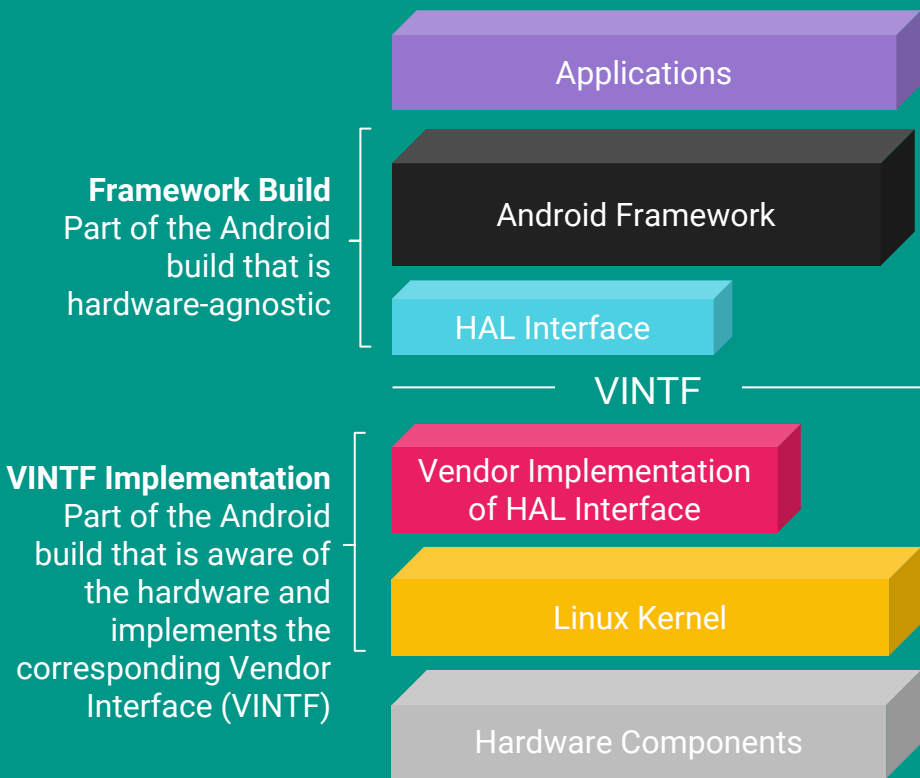 Applications
Framework Build
Part of the Android
build that is
hardware-agnostic
Android Framework
HAL Interface
VINTF
VINTF Implementation
Part of the Android
build that is aware of
the hardware and
implements the
corresponding Vendor
Interface (VINTF)
Vendor Implementation
of HAL Interface
Linux Kernel
Hardware Components